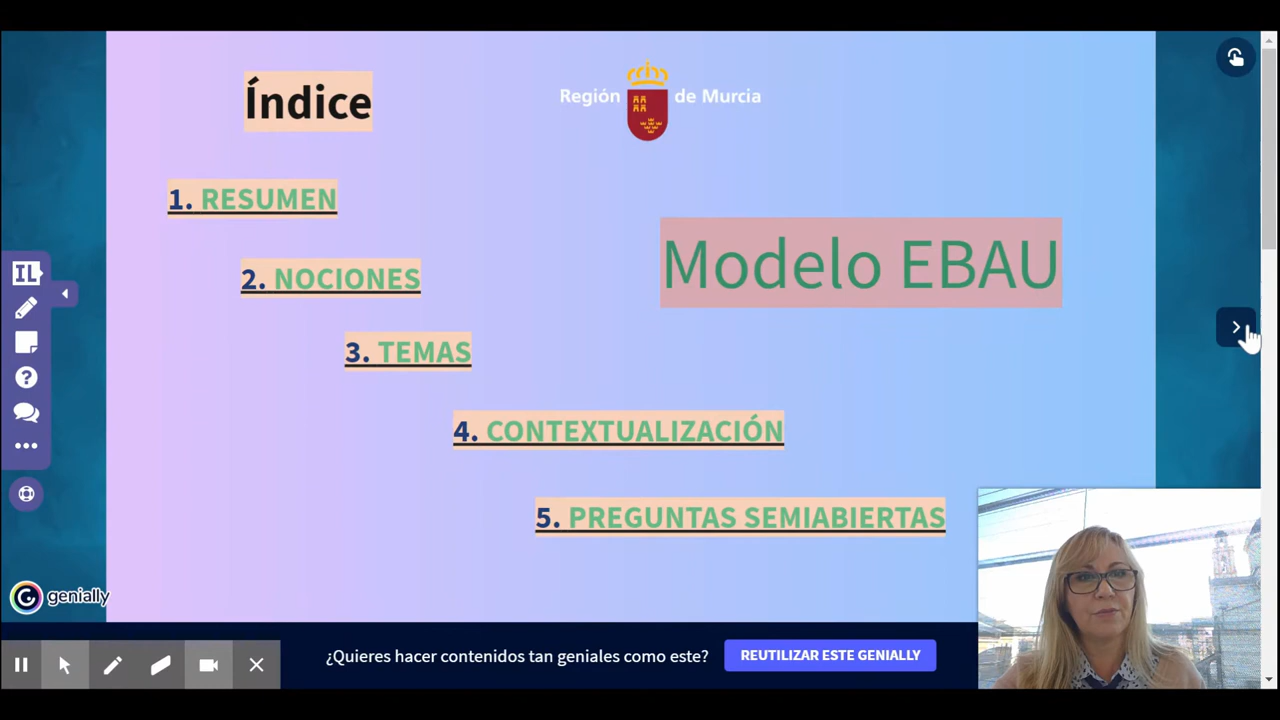 Índice
Región de Murcia
1. RESUMEN
Modelo EBAU
2. NOCIONES
3. TEMAS
4. CONTEXTUALIZACIÓN
5. PREGUNTAS SEMIABIERTAS
IL
genially
¿Quieres hacer contenidos tan geniales como este?
REUTILIZAR ESTE GENIALLY